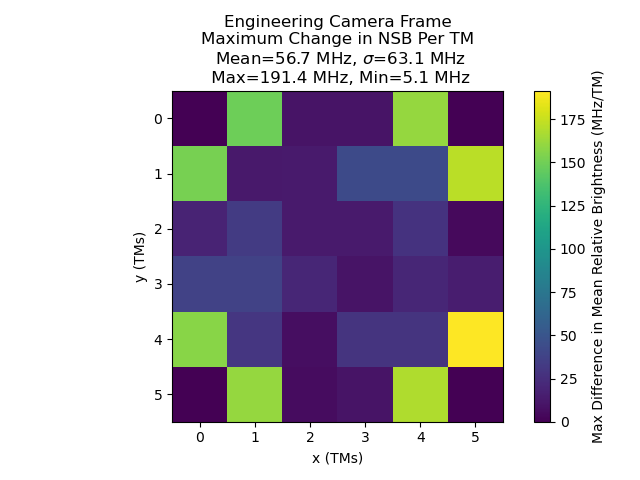 Engineering Camera Frame
Maximum Change in NSB Per TM
Mean=56.7 MHz, σ=63.1 MHz
Max=191.4 MHz, Min=5.1 MHz
0
1
2
3
4
5
y (TMs)
0 1 2 3 4 5
x (TMs)
175
150
125
100
75
50
25
0
Max Difference in Mean Relative Brightness (MHz/TM)